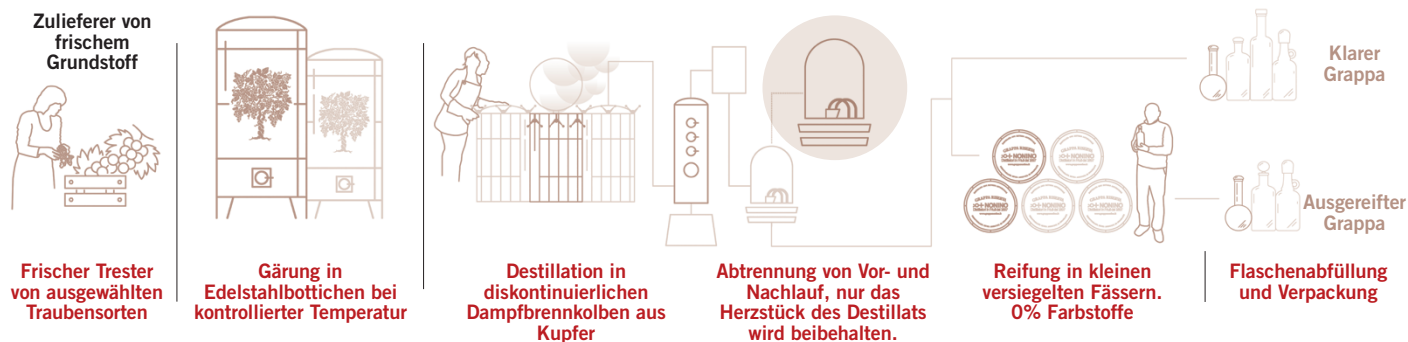 Zulieferer von
frischem
Grundstoff
Frischer Trester
von ausgewählten
Traubensorten
Gärung in
Edelstahlbottichen bei
kontrollierter Temperatur
Destillation in
diskontinuierlichen
Dampfbrennkolben aus
Kupfer
Abtrennung von Vor- und
Nachlauf, nur das
Herzstück des Destillats
wird beibehalten.
NONINO
Reifung in kleinen
versiegelten Fässern.
0% Farbstoffe
Klarer
Grappa
Ausgereifter
Grappa
Flaschenabfüllung
und Verpackung